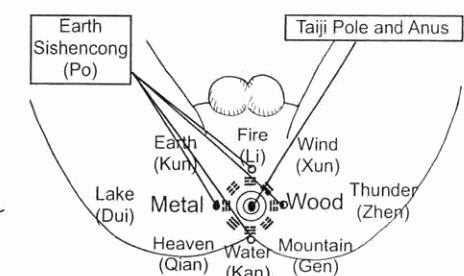 Earth
Sishencong
(Po)
Taiji Pole and Anus
Fire
(Li)
Earth
(Kun)
Wind
(Xun)
Lake
(Dui)
Metal
Wood
Thunder
(Zhen)
Heaven
(Qian)
Water
(Kan)
Mountain
(Gen)